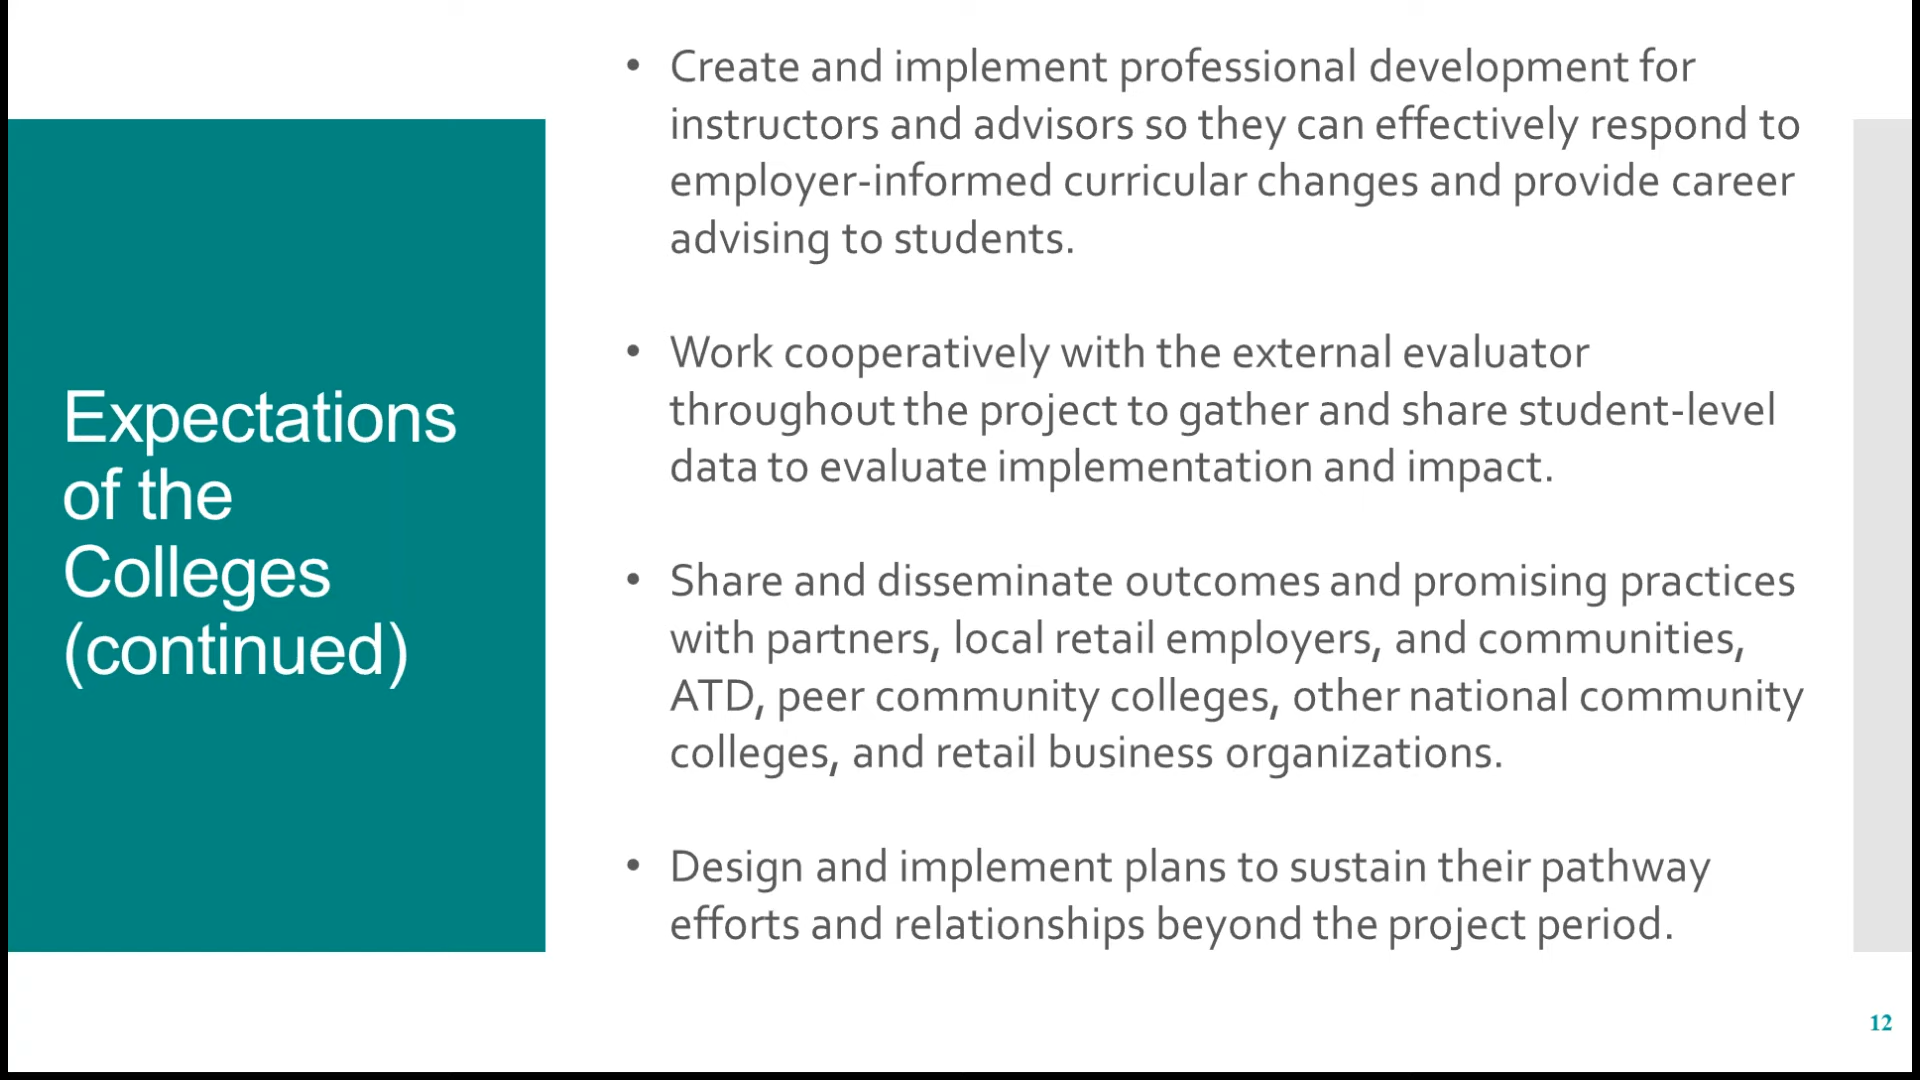 Expectations
of the
Colleges
(continued)
• Create and implement professional development for
instructors and advisors so they can effectively respond to
employer-informed curricular changes and provide career
advising to students.
• Work cooperatively with the external evaluator
throughout the project to gather and share student-level
data to evaluate implementation and impact.
• Share and disseminate outcomes and promising practices
with partners, local retail employers, and communities,
ATD, peer community colleges, other national community
colleges, and retail business organizations.
• Design and implement plans to sustain their pathway
efforts and relationships beyond the project period.
12